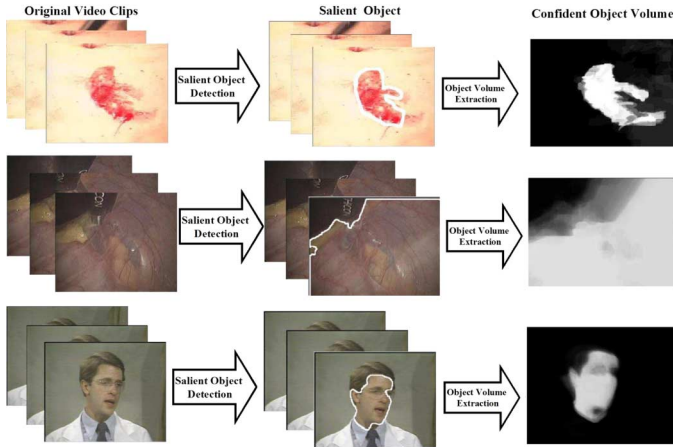 Original Video Clips
Salient Object
Confident Object Volume
Salient Object
Detection
Object Volume
Extraction
Salient Object
Detection
Object Volume
Extraction
Salient Object
Detection
Object Volume
Extraction